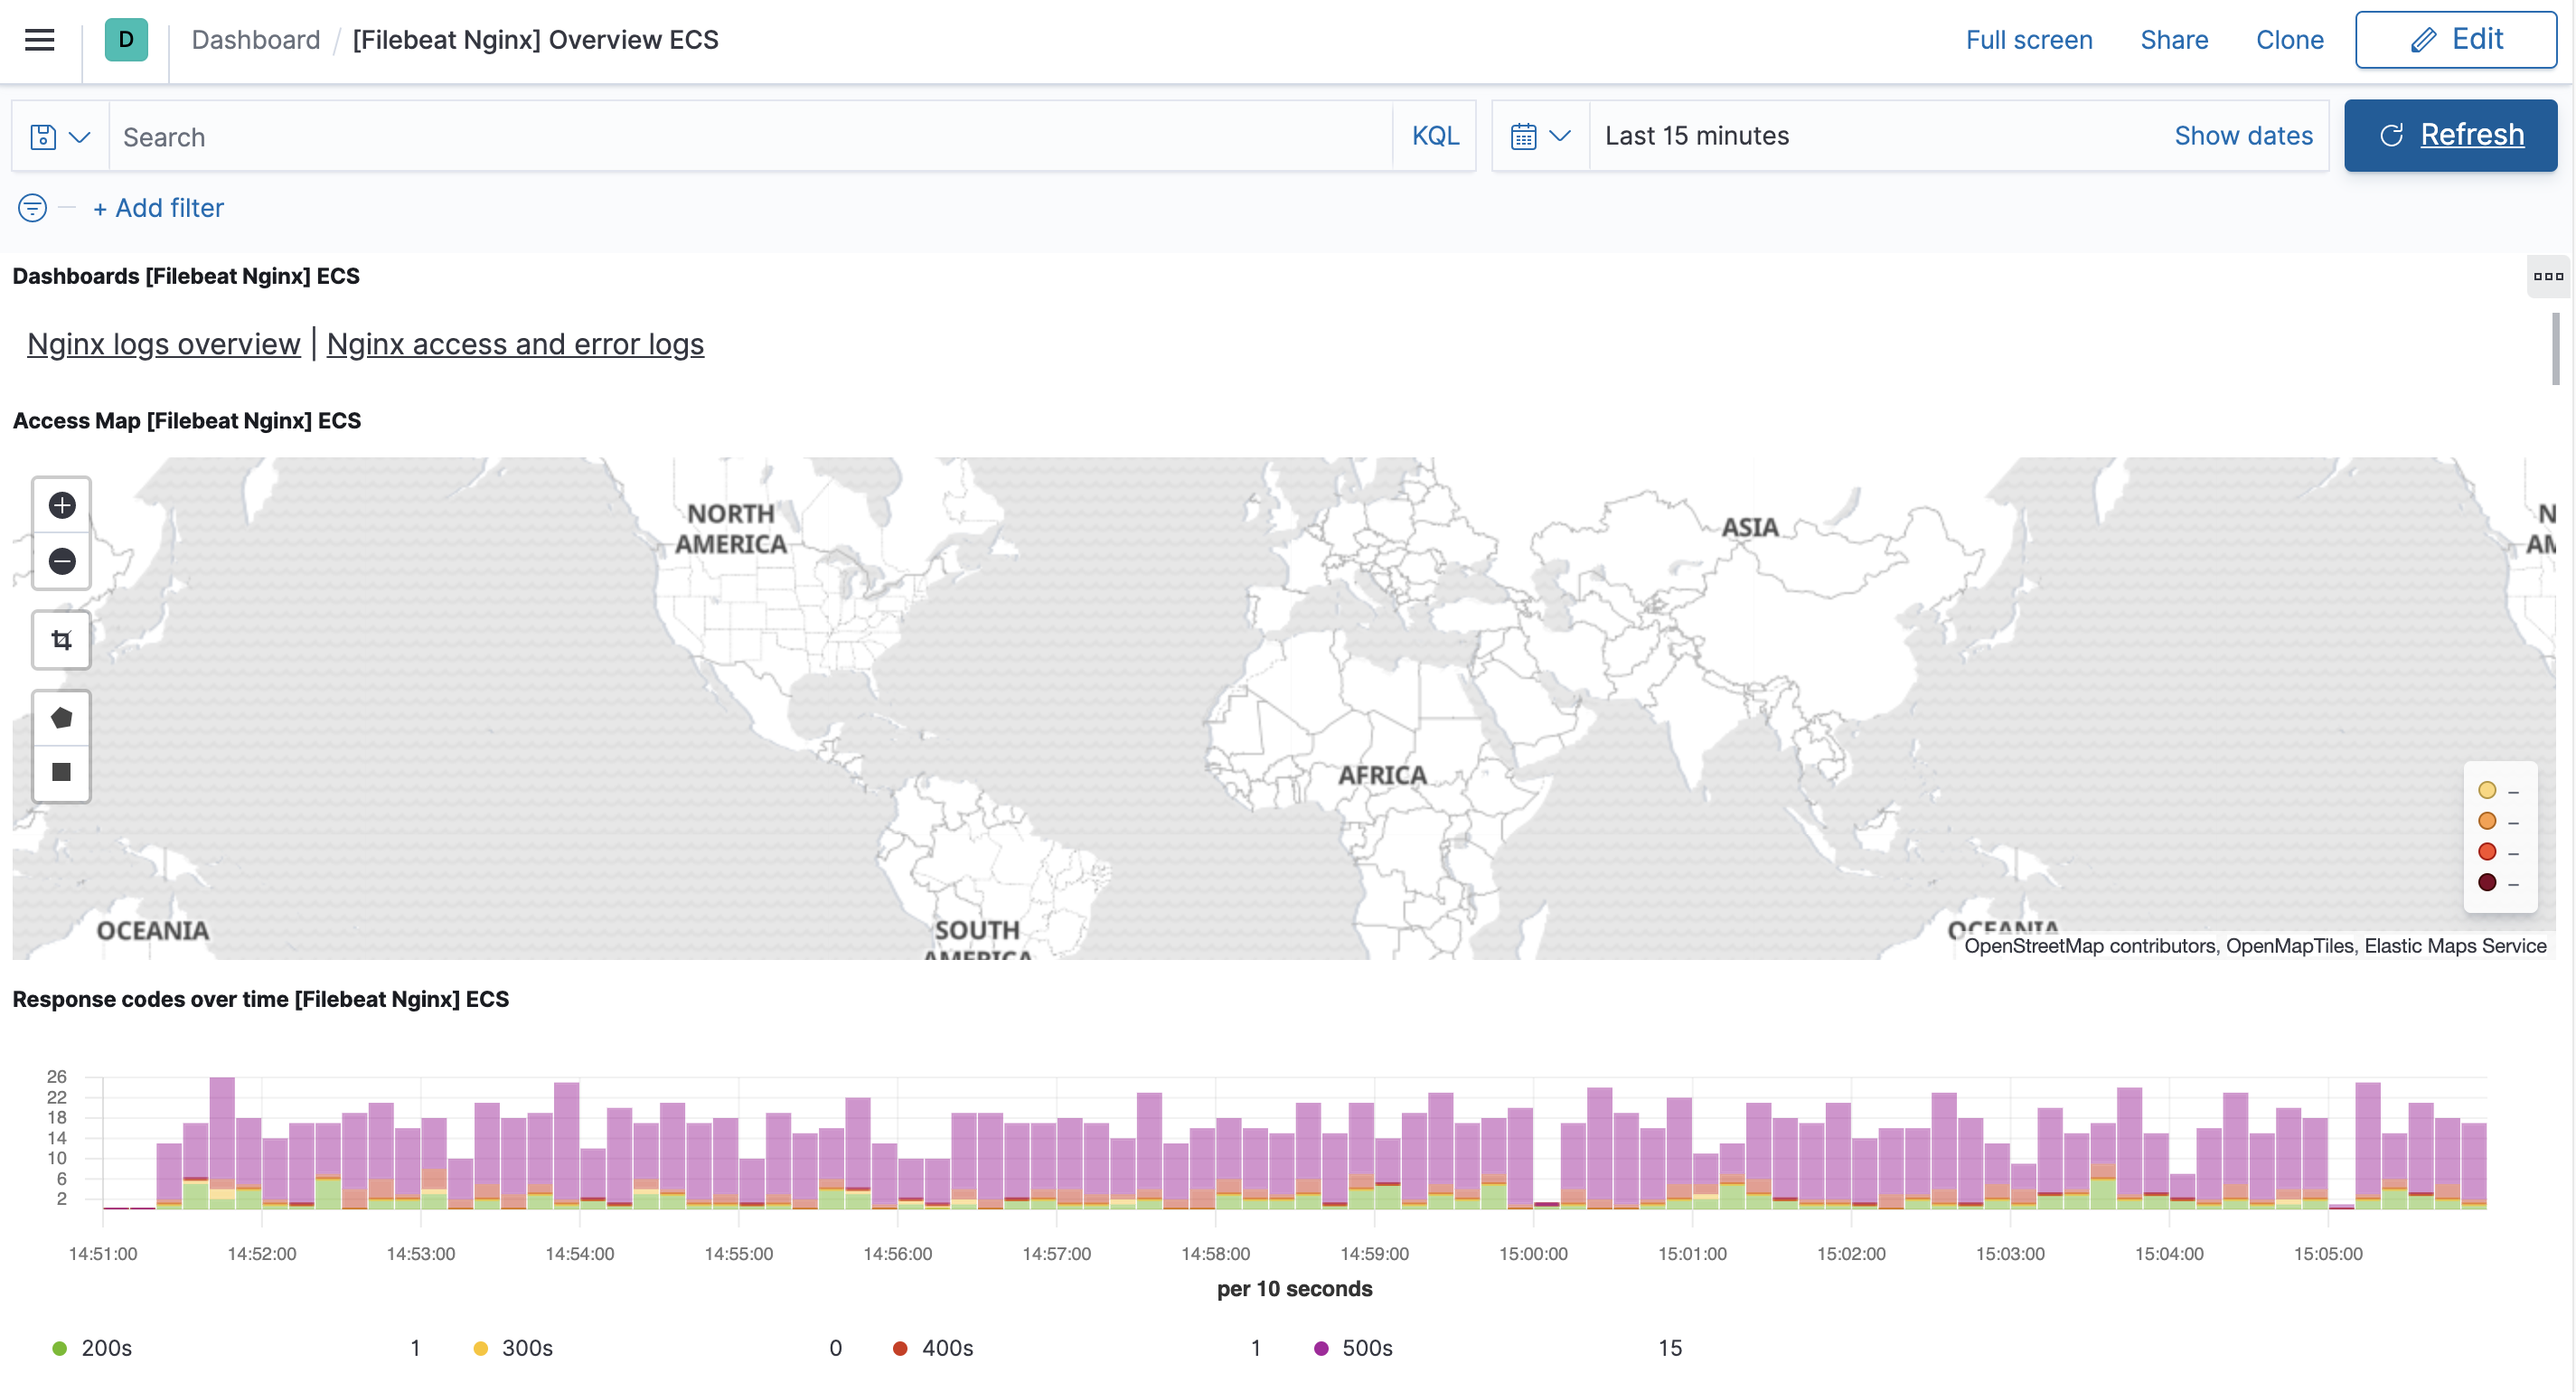 D Dashboard / [Filebeat Nginx] Overview ECS Full screen Share Clone Edit
Search KQL Last 15 minutes Show dates Refresh
+ Add filter
Dashboards [Filebeat Nginx] ECS
Nginx logs overview | Nginx access and error logs
Access Map [Filebeat Nginx] ECS
NORTH
AMERICA
ASIA
N
AM
AFRICA
OCEANIA
SOUTH
AMERICA
OCEANIA
–
–
–
–
OpenStreetMap contributors, OpenMapTiles, Elastic Maps Service
Response codes over time [Filebeat Nginx] ECS
26
22
18
14
10
6
2
14:51:00 14:52:00 14:53:00 14:54:00 14:55:00 14:56:00 14:57:00 14:58:00 14:59:00 15:00:00 15:01:00 15:02:00 15:03:00 15:04:00 15:05:00
per 10 seconds
200s 1 300s 0 400s 1 500s 15